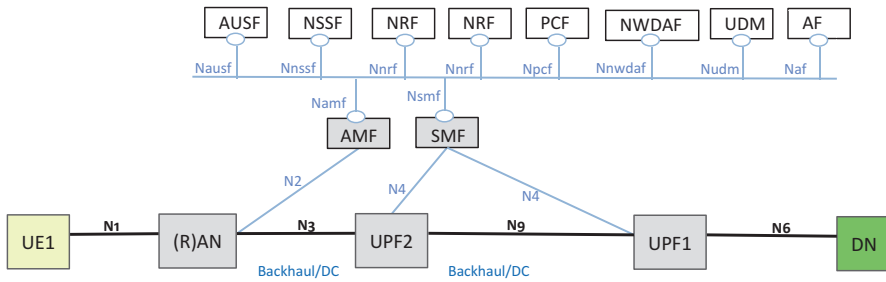 AUSF NSSF NRF NRF PCF NWDAF UDM AF
Nausf Nnssf Nnrf Nnrf Npcf Nnwdaf Nudm Naf
Namf Nsmf
AMF SMF
N2 N4 N4
N1 N3 N9 N6
UE1 (R)AN UPF2 UPF1 DN
Backhaul/DC Backhaul/DC